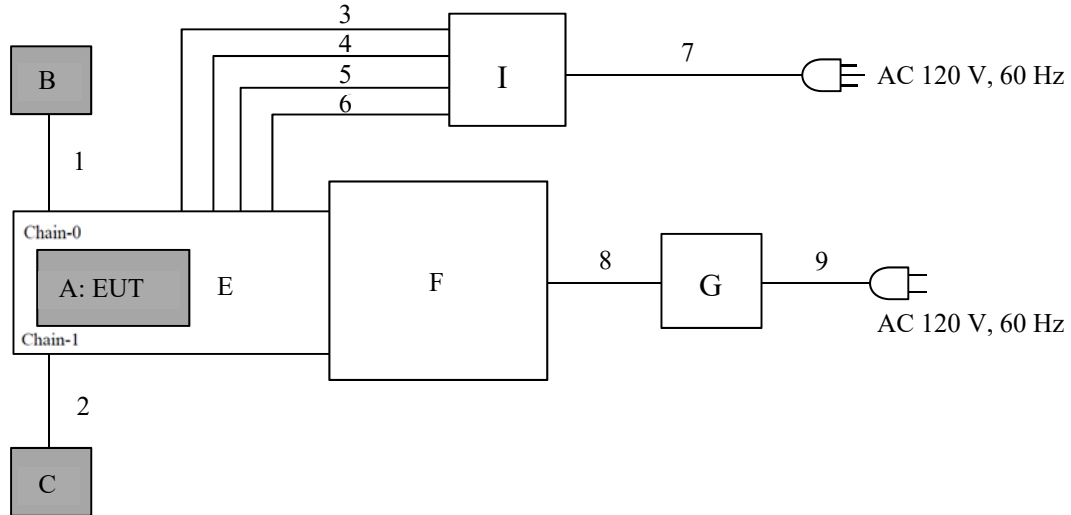 3
4
5
6
I
7
AC 120 V, 60 Hz
B
1
Chain-0
A: EUT
E
Chain-1
F
8
G
9
AC 120 V, 60 Hz
2
C